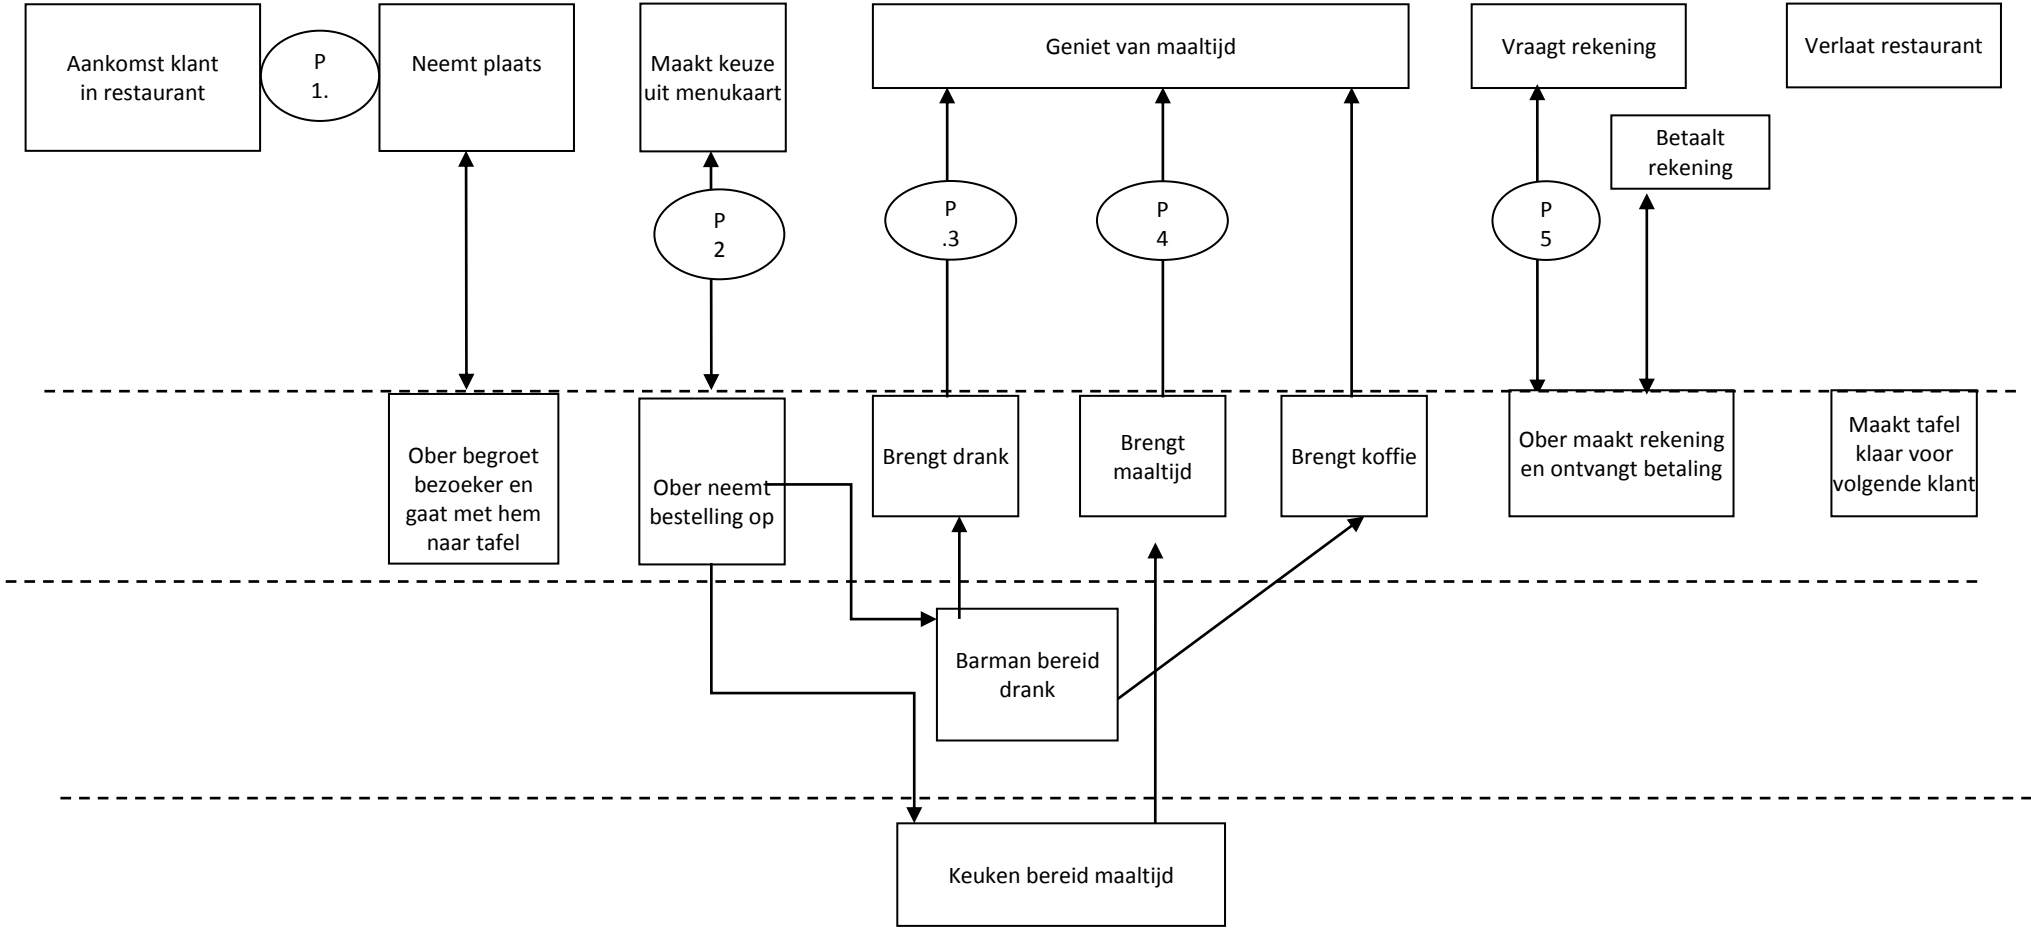 Aankomst klant
in restaurant
P
1.
Neemt plaats
Maakt keuze
uit menukaart
Geniet van maaltijd
Vraagt rekening
Verlaat restaurant
Betaalt
rekening
P
2
P
.3
P
4
P
5
Ober begroet
bezoeker en
gaat met hem
naar tafel
Ober neemt
bestelling op
Brengt drank
Brengt
maaltijd
Brengt koffie
Ober maakt rekening
en ontvangt betaling
Maakt tafel
klaar voor
volgende klant
Barman bereid
drank
Keuken bereid maaltijd